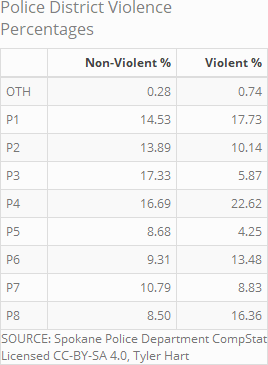 Police District Violence
Percentages
Non-Violent % Violent %
OTH 0.28 0.74
P1 14.53 17.73
P2 13.89 10.14
P3 17.33 5.87
P4 16.69 22.62
P5 8.68 4.25
P6 9.31 13.48
P7 10.79 8.83
P8 8.50 16.36
SOURCE: Spokane Police Department CompStat
Licensed CC-BY-SA 4.0, Tyler Hart